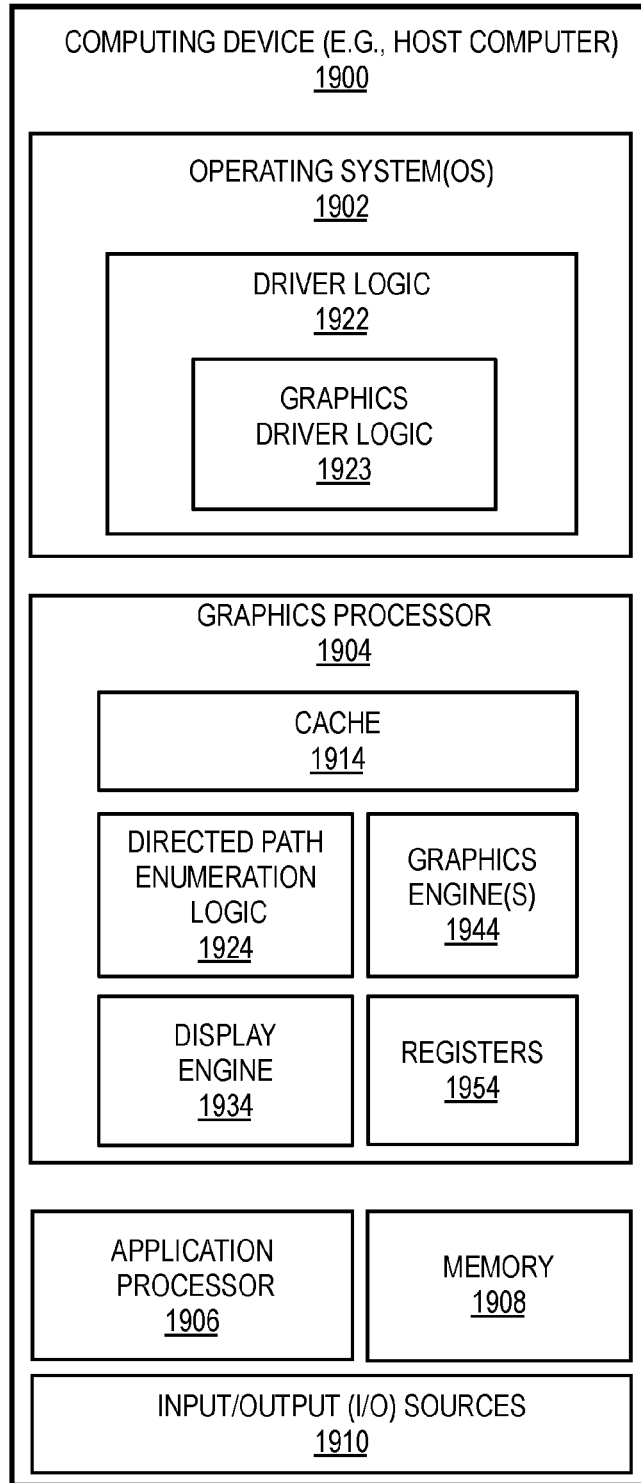 COMPUTING DEVICE (E.G., HOST COMPUTER)
1900
OPERATING SYSTEM(OS)
1902
DRIVER LOGIC
1922
GRAPHICS
DRIVER LOGIC
1923
GRAPHICS PROCESSOR
1904
CACHE
1914
DIRECTED PATH
ENUMERATION
LOGIC
1924
GRAPHICS
ENGINE(S)
1944
DISPLAY
ENGINE
1934
REGISTERS
1954
APPLICATION
PROCESSOR
1906
MEMORY
1908
INPUT/OUTPUT (I/O) SOURCES
1910